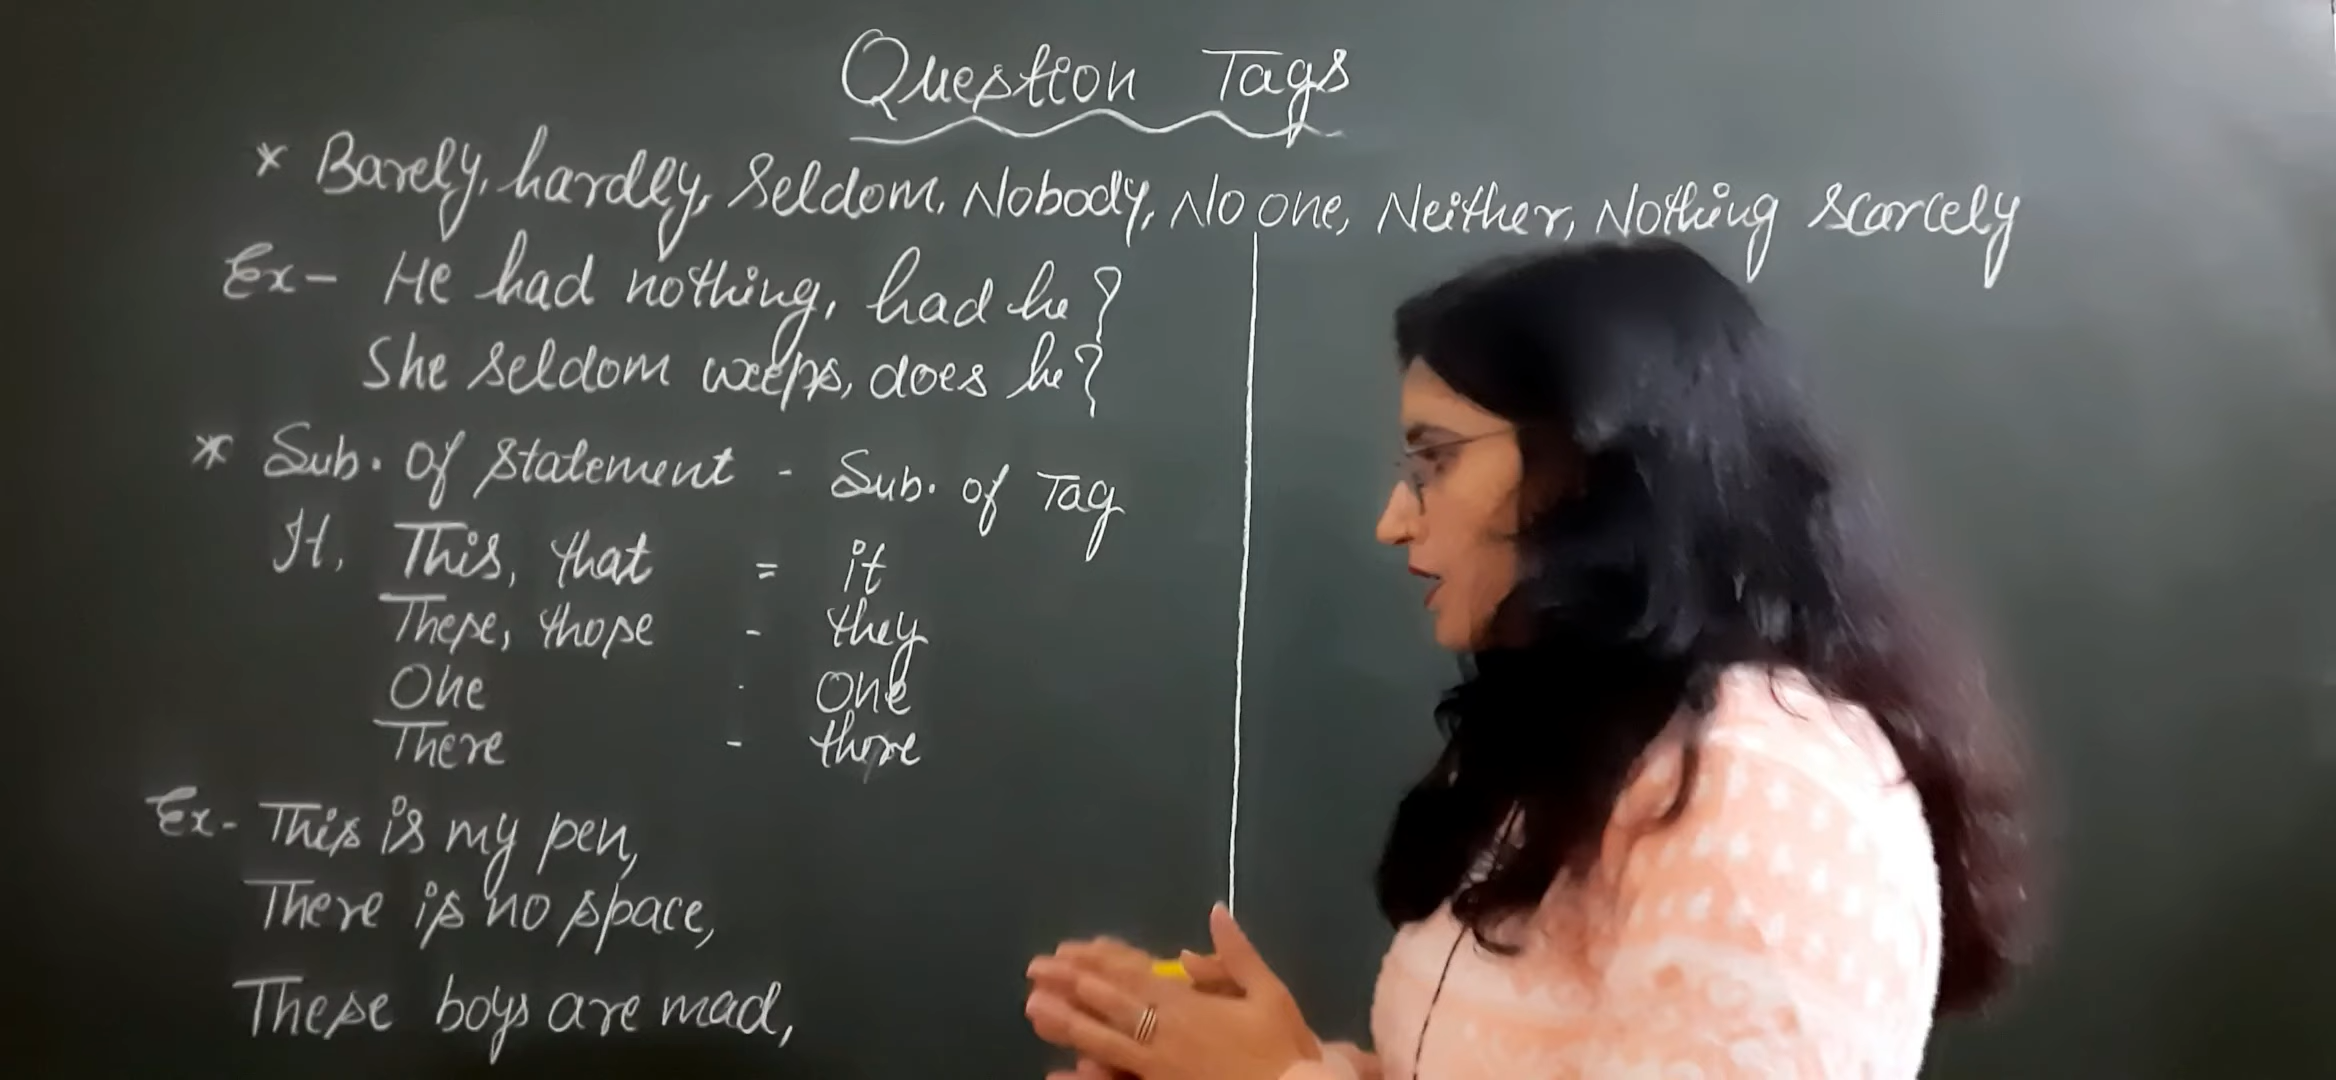 Question Tags
* Barely, hardly, Seldom, Nobody, No one, Neither, Nothing scarcely
Ex- He had nothing, had he?
She seldom weeps, does he?
* Sub. of statement - Sub. of Tag
It, This, that = it
These, those - they
One - one
There - there
Ex- This is my pen,
There is no space,
These boys are mad,